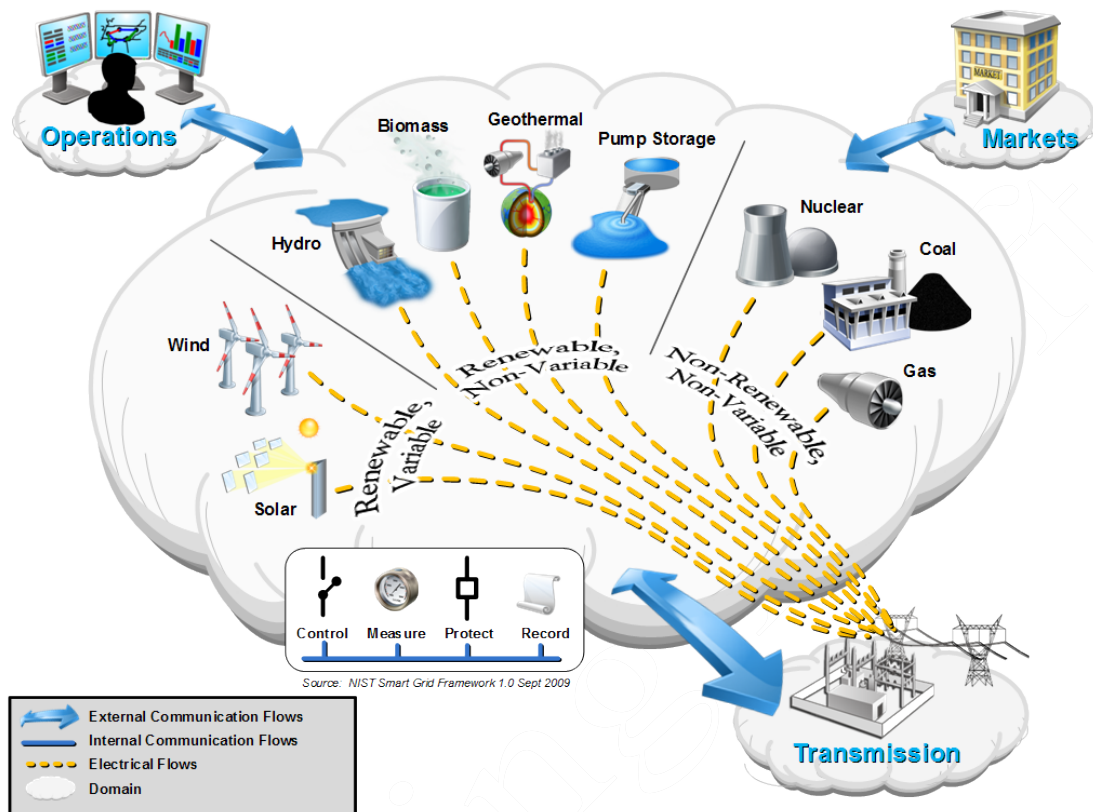 Operations
MARKET
Markets
Biomass
Geothermal
Pump Storage
Hydro
Nuclear
Coal
Wind
Gas
Solar
Renewable,
Non-Variable
Non-Renewable,
Non-Variable
Renewable,
Variable
Control Measure Protect Record
Source: NIST Smart Grid Framework 1.0 Sept 2009
External Communication Flows
Internal Communication Flows
Electrical Flows
Domain
Transmission